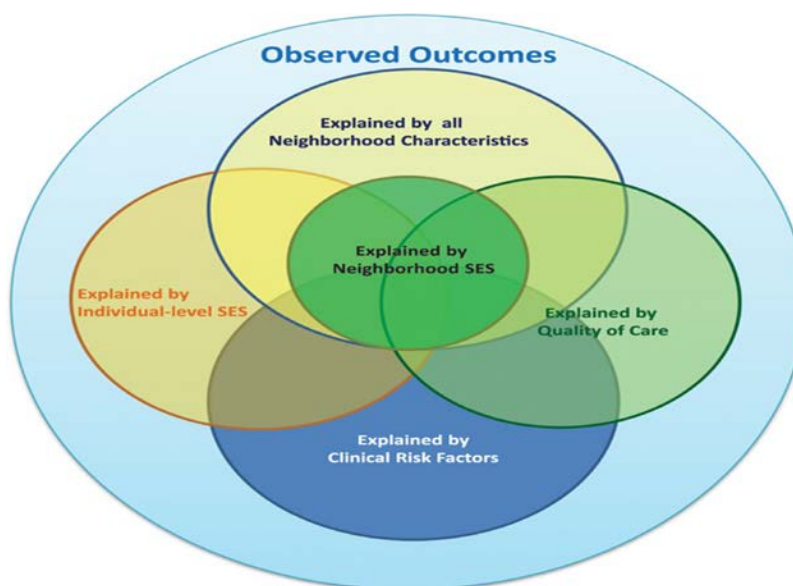 Observed Outcomes
Explained by all
Neighborhood Characteristics
Explained by
Neighborhood SES
Explained by
Individual-level SES
Explained by
Quality of Care
Explained by
Clinical Risk Factors